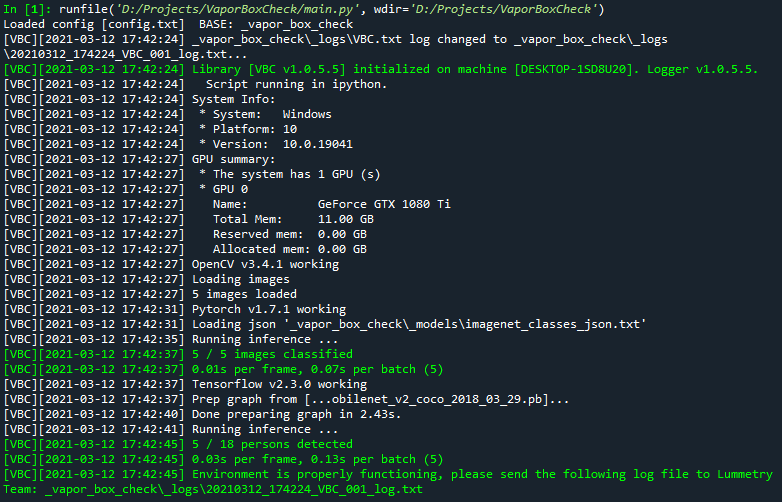 In [1]: runfile('D:/Projects/VaporBoxCheck/main.py', wdir='D:/Projects/VaporBoxCheck')
Loaded config [config.txt]  BASE: _vapor_box_check
[VBC][2021-03-12 17:42:24] _vapor_box_check\_logs\VBC.txt log changed to _vapor_box_check\_logs
\20210312_174224_VBC_001_log.txt...
[VBC][2021-03-12 17:42:24] Library [VBC v1.0.5.5] initialized on machine [DESKTOP-1SD8U20]. Logger v1.0.5.5.
[VBC][2021-03-12 17:42:24]   Script running in ipython.
[VBC][2021-03-12 17:42:24] System Info:
[VBC][2021-03-12 17:42:24]  * System:   Windows
[VBC][2021-03-12 17:42:24]  * Platform: 10
[VBC][2021-03-12 17:42:24]  * Version:  10.0.19041
[VBC][2021-03-12 17:42:27] GPU summary:
[VBC][2021-03-12 17:42:27]  * The system has 1 GPU (s)
[VBC][2021-03-12 17:42:27]  * GPU 0
[VBC][2021-03-12 17:42:27]    Name:          GeForce GTX 1080 Ti
[VBC][2021-03-12 17:42:27]    Total Mem:     11.00 GB
[VBC][2021-03-12 17:42:27]    Reserved mem:  0.00 GB
[VBC][2021-03-12 17:42:27]    Allocated mem: 0.00 GB
[VBC][2021-03-12 17:42:27] OpenCV v3.4.1 working
[VBC][2021-03-12 17:42:27] Loading images
[VBC][2021-03-12 17:42:27] 5 images loaded
[VBC][2021-03-12 17:42:31] Pytorch v1.7.1 working
[VBC][2021-03-12 17:42:31] Loading json '_vapor_box_check\_models\imagenet_classes_json.txt'
[VBC][2021-03-12 17:42:35] Running inference ...
[VBC][2021-03-12 17:42:37] 5 / 5 images classified
[VBC][2021-03-12 17:42:37] 0.01s per frame, 0.07s per batch (5)
[VBC][2021-03-12 17:42:37] Tensorflow v2.3.0 working
[VBC][2021-03-12 17:42:37] Prep graph from [...obilenet_v2_coco_2018_03_29.pb]...
[VBC][2021-03-12 17:42:40] Done preparing graph in 2.43s.
[VBC][2021-03-12 17:42:41] Running inference ...
[VBC][2021-03-12 17:42:45] 5 / 18 persons detected
[VBC][2021-03-12 17:42:45] 0.03s per frame, 0.13s per batch (5)
[VBC][2021-03-12 17:42:45] Environment is properly functioning, please send the following log file to Lummetry
Team: _vapor_box_check\_logs\20210312_174224_VBC_001_log.txt